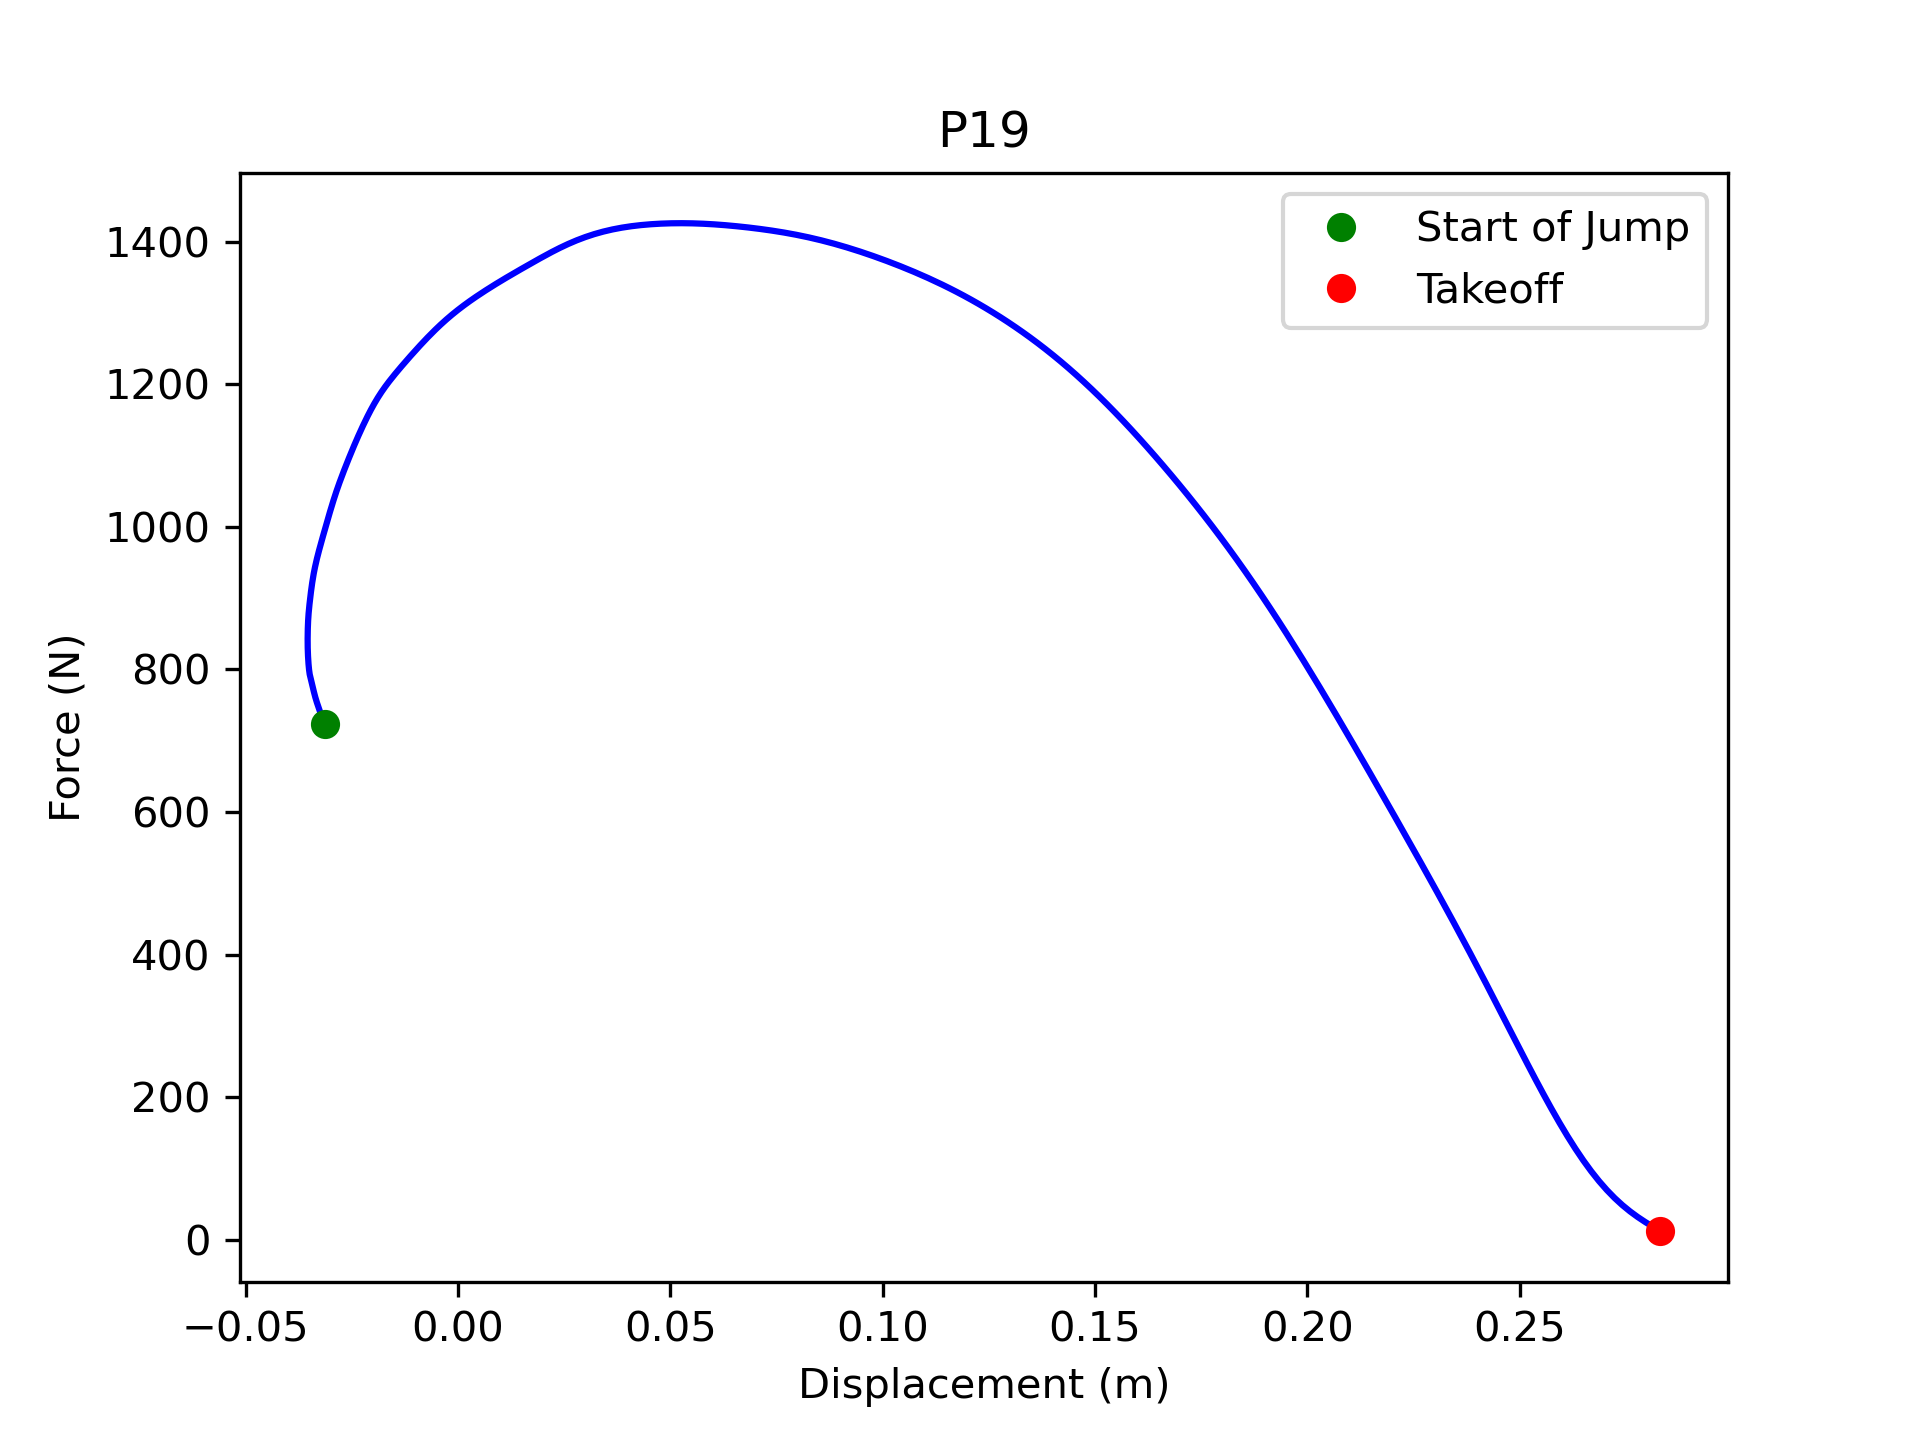 P19
Start of Jump
Takeoff
1400
1200
1000
800
600
400
200
0
Force (N)
−0.05 0.00 0.05 0.10 0.15 0.20 0.25
Displacement (m)